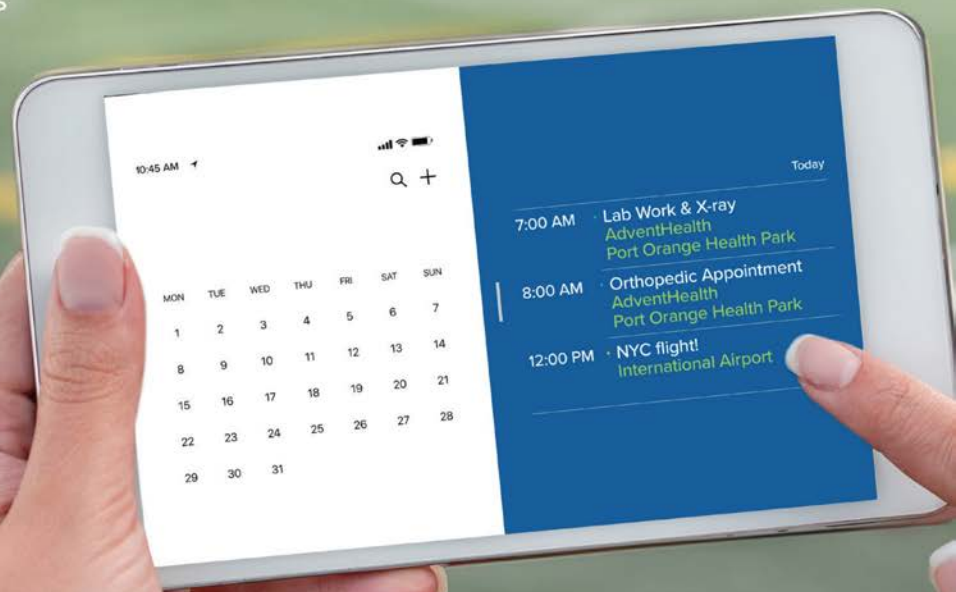 10:45 AM
MON TUE WED THU FRI SAT SUN
1 2 3 4 5 6 7
8 9 10 11 12 13 14
15 16 17 18 19 20 21
22 23 24 25 26 27 28
29 30 31
Today
7:00 AM · Lab Work & X-ray
AdventHealth
Port Orange Health Park
8:00 AM · Orthopedic Appointment
AdventHealth
Port Orange Health Park
12:00 PM · NYC flight!
International Airport